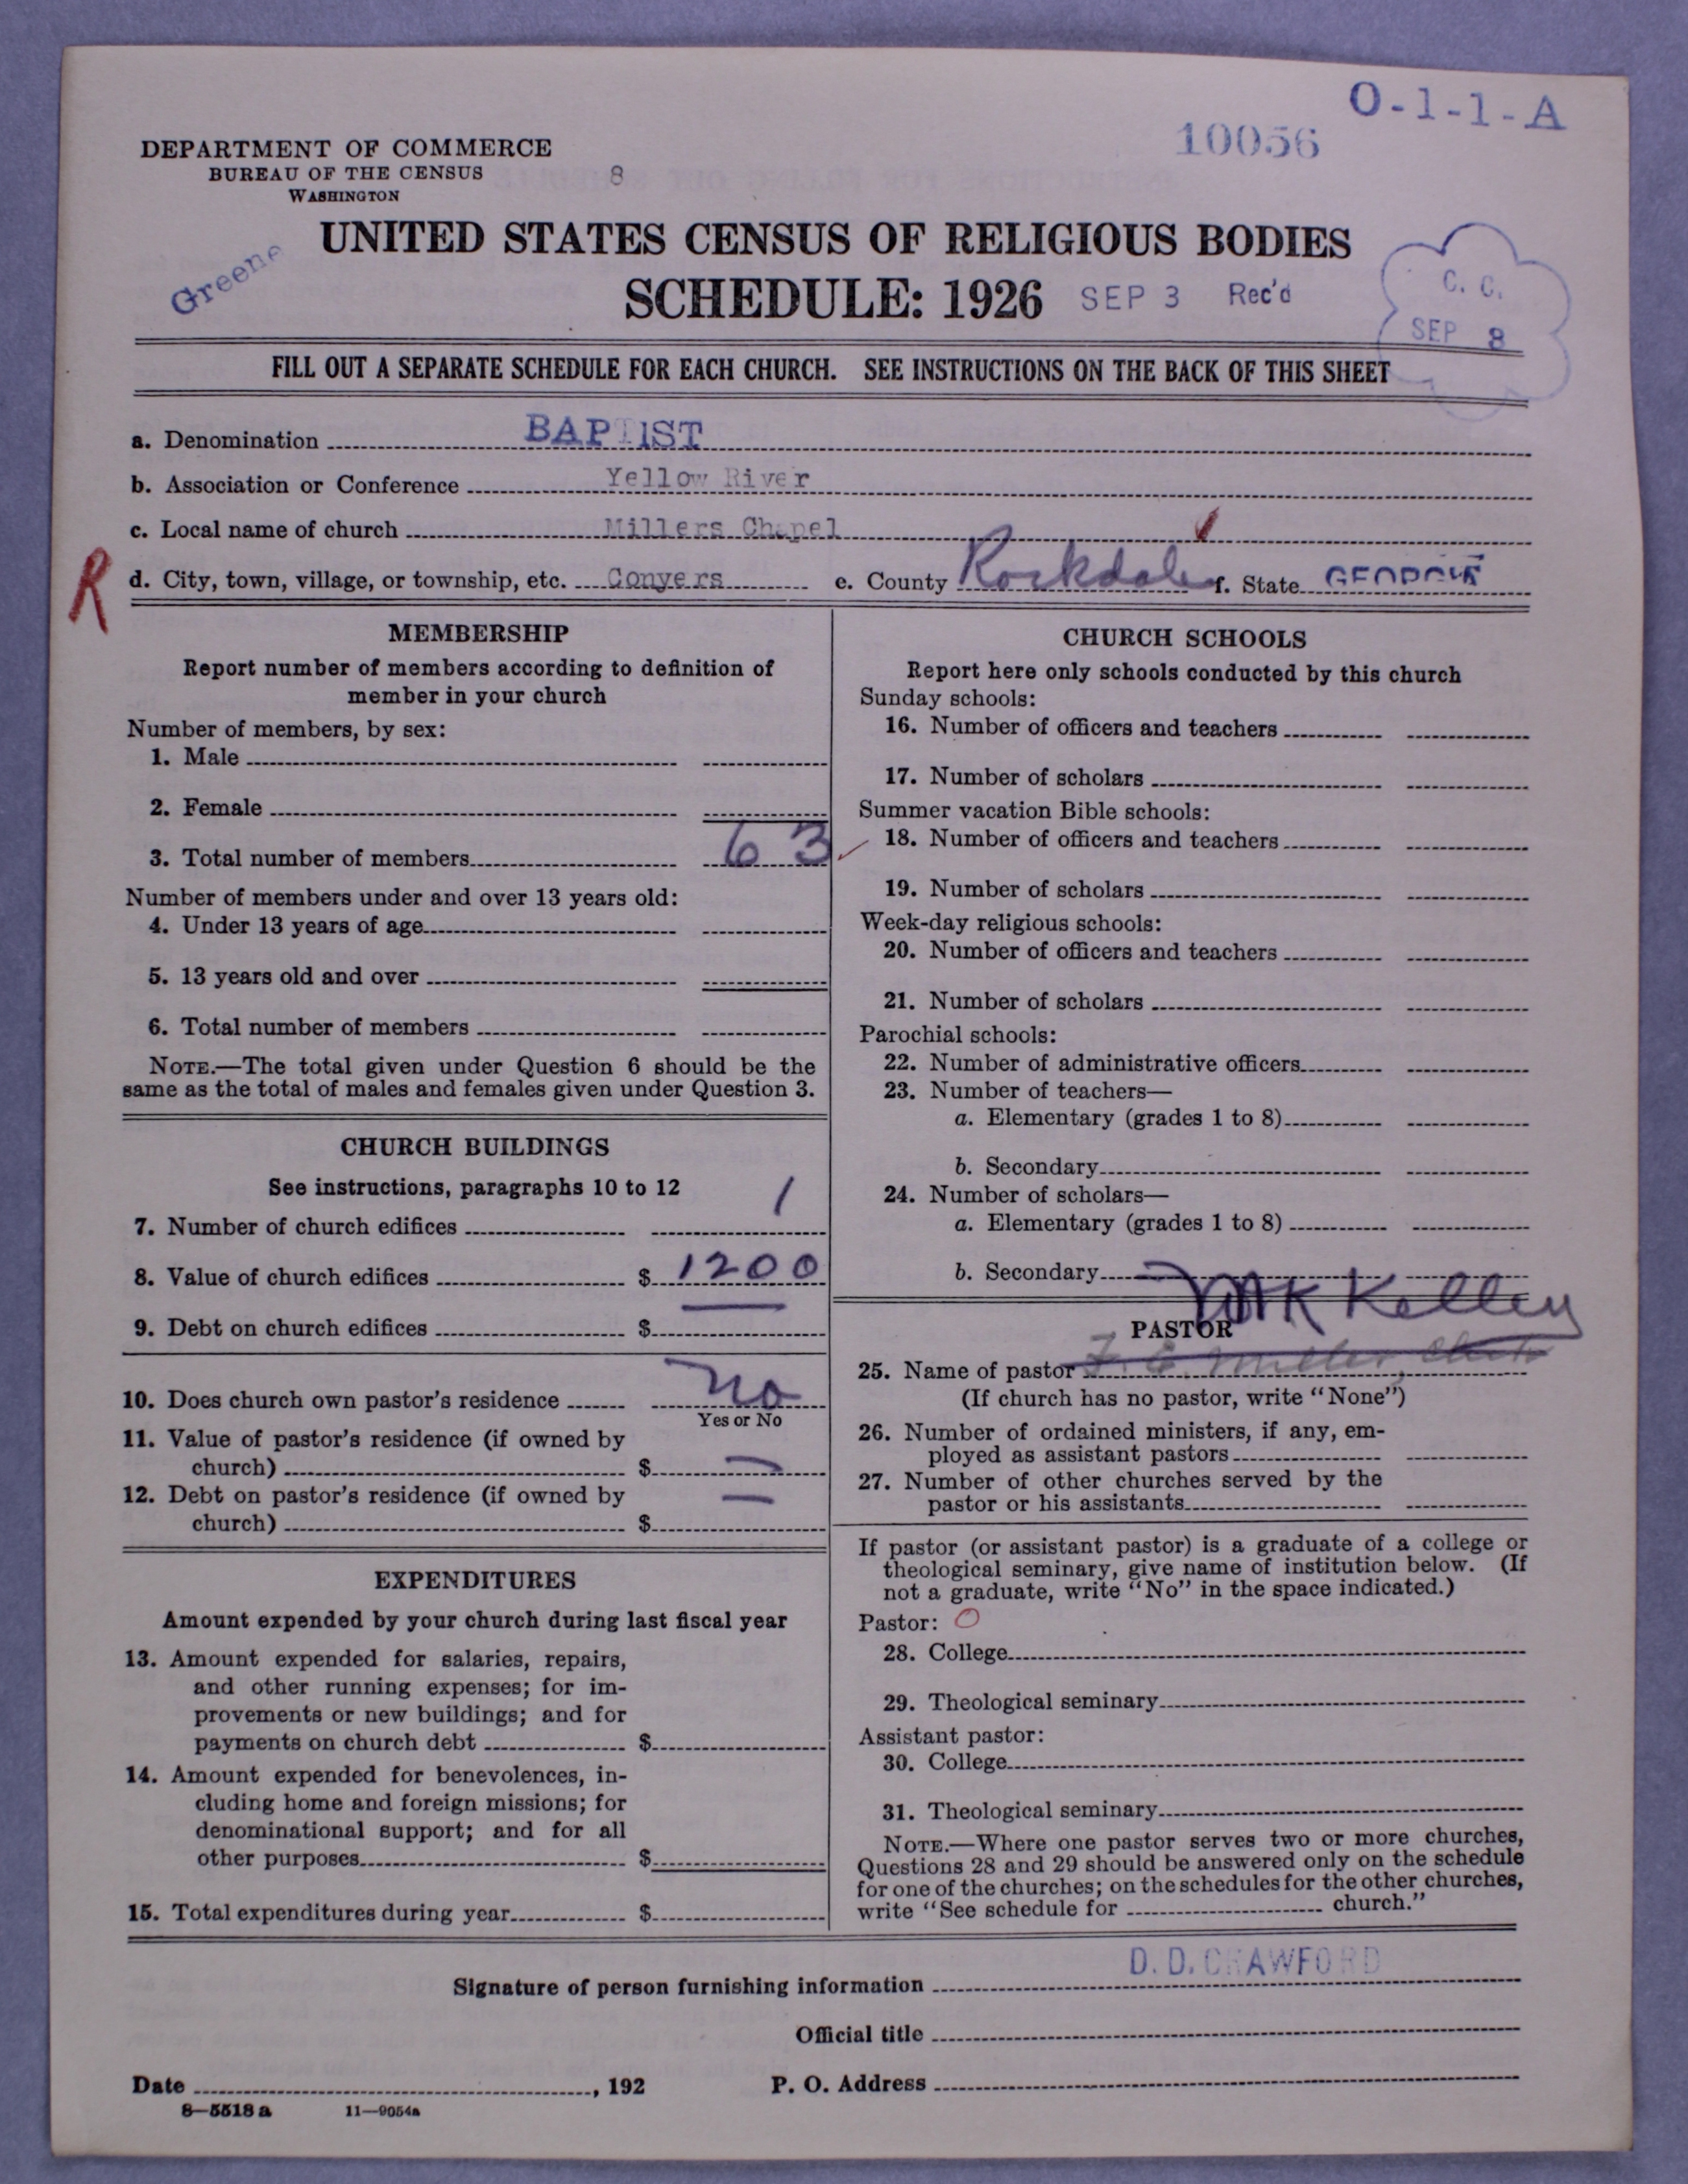 O-1-1-A
10056
DEPARTMENT OF COMMERCE
BUREAU OF THE CENSUS
WASHINGTON
8
Greene
UNITED STATES CENSUS OF RELIGIOUS BODIES
SCHEDULE: 1926
SEP 3 Rec'd
C. C.
SEP 8
FILL OUT A SEPARATE SCHEDULE FOR EACH CHURCH. SEE INSTRUCTIONS ON THE BACK OF THIS SHEET
a. Denomination BAPTIST
b. Association or Conference Yellow River
c. Local name of church Millers Chapel
R
d. City, town, village, or township, etc. Conyers e. County Rockdale f. State GEORGIA
MEMBERSHIP
Report number of members according to definition of
member in your church
Number of members, by sex:
1. Male
2. Female
3. Total number of members 63
Number of members under and over 13 years old:
4. Under 13 years of age
5. 13 years old and over
6. Total number of members
NOTE.—The total given under Question 6 should be the
same as the total of males and females given under Question 3.
CHURCH BUILDINGS
See instructions, paragraphs 10 to 12
7. Number of church edifices 1
8. Value of church edifices $ 1200
9. Debt on church edifices $ —
10. Does church own pastor's residence No
Yes or No
11. Value of pastor's residence (if owned by
church) $ —
12. Debt on pastor's residence (if owned by
church) $ —
EXPENDITURES
Amount expended by your church during last fiscal year
13. Amount expended for salaries, repairs,
and other running expenses; for im-
provements or new buildings; and for
payments on church debt $
14. Amount expended for benevolences, in-
cluding home and foreign missions; for
denominational support; and for all
other purposes $
15. Total expenditures during year $
CHURCH SCHOOLS
Report here only schools conducted by this church
Sunday schools:
16. Number of officers and teachers
17. Number of scholars
Summer vacation Bible schools:
18. Number of officers and teachers
19. Number of scholars
Week-day religious schools:
20. Number of officers and teachers
21. Number of scholars
Parochial schools:
22. Number of administrative officers
23. Number of teachers—
a. Elementary (grades 1 to 8)
b. Secondary
24. Number of scholars—
a. Elementary (grades 1 to 8)
b. Secondary
Kelley
PASTOR
25. Name of pastor F. E. Miller, Clerk
(If church has no pastor, write "None")
26. Number of ordained ministers, if any, em-
ployed as assistant pastors
27. Number of other churches served by the
pastor or his assistants
If pastor (or assistant pastor) is a graduate of a college or
theological seminary, give name of institution below. (If
not a graduate, write "No" in the space indicated.)
Pastor: O
28. College
29. Theological seminary
Assistant pastor:
30. College
31. Theological seminary
NOTE.—Where one pastor serves two or more churches,
Questions 28 and 29 should be answered only on the schedule
for one of the churches; on the schedules for the other churches,
write "See schedule for church."
Signature of person furnishing information D. D. CRAWFORD
Official title
Date , 192 P. O. Address
8—5518 a 11—9054a